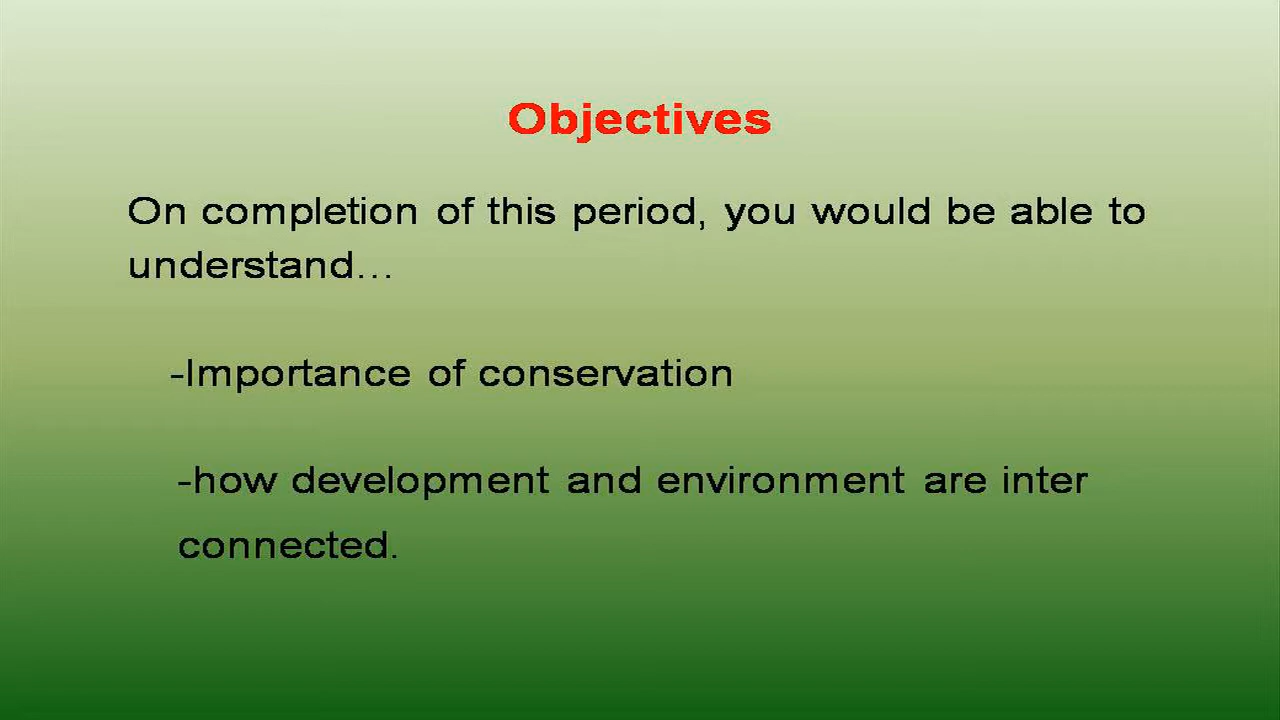 Objectives
On completion of this period, you would be able to
understand...
-Importance of conservation
-how development and environment are inter
connected.